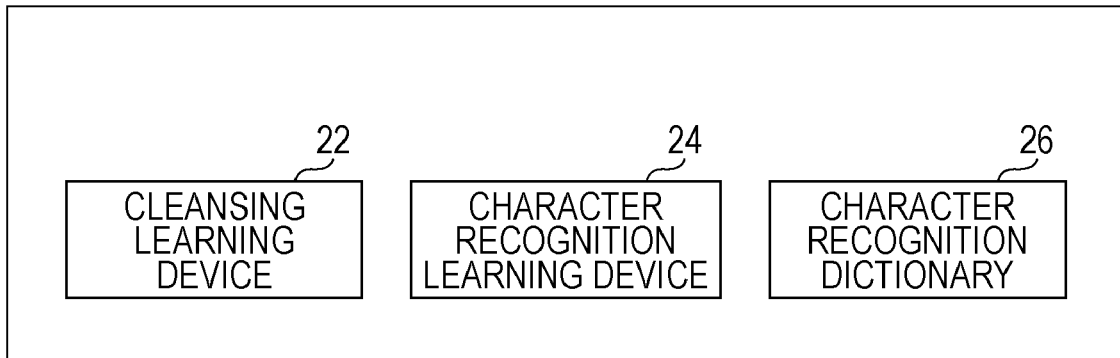 22
CLEANSING
LEARNING
DEVICE
24
CHARACTER
RECOGNITION
LEARNING DEVICE
26
CHARACTER
RECOGNITION
DICTIONARY